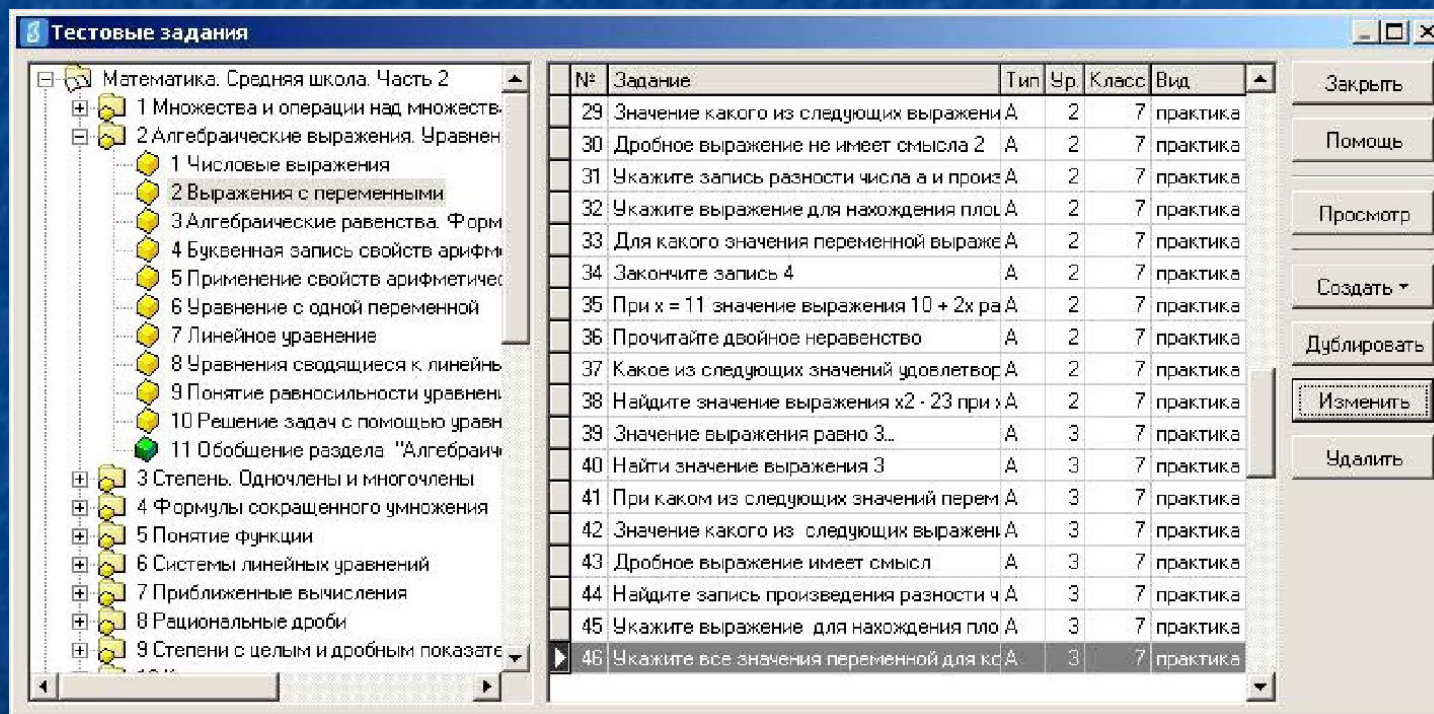 Тестовые задания
Математика. Средняя школа. Часть 2
1 Множества и операции над множеств
2 Алгебраические выражения. Уравнен
1 Числовые выражения
2 Выражения с переменными
3 Алгебраические равенства. Форм
4 Буквенная запись свойств арифм
5 Применение свойств арифметичес
6 Уравнение с одной переменной
7 Линейное уравнение
8 Уравнения сводящиеся к линейнь
9 Понятие равносильности уравнени
10 Решение задач с помощью уравн
11 Обобщение раздела "Алгебраич
3 Степень. Одночлены и многочлены
4 Формулы сокращенного умножения
5 Понятие функции
6 Системы линейных уравнений
7 Приближенные вычисления
8 Рациональные дроби
9 Степени с целым и дробным показате
№ Задание Тип Ур. Класс Вид
29 Значение какого из следующих выражени А 2 7 практика
30 Дробное выражение не имеет смысла 2 А 2 7 практика
31 Укажите запись разности числа а и произ А 2 7 практика
32 Укажите выражение для нахождения плоц А 2 7 практика
33 Для какого значения переменной выраже А 2 7 практика
34 Закончите запись 4 А 2 7 практика
35 При x = 11 значение выражения 10 + 2x ра А 2 7 практика
36 Прочитайте двойное неравенство А 2 7 практика
37 Какое из следующих значений удовлетвор А 2 7 практика
38 Найдите значение выражения x2 - 23 при х А 2 7 практика
39 Значение выражения равно 3... А 3 7 практика
40 Найти значение выражения 3 А 3 7 практика
41 При каком из следующих значений перем А 3 7 практика
42 Значение какого из следующих выражени А 3 7 практика
43 Дробное выражение имеет смысл А 3 7 практика
44 Найдите запись произведения разности ч А 3 7 практика
45 Укажите выражение для нахождения пло А 3 7 практика
46 Укажите все значения переменной для ко А 3 7 практика
Закрыть
Помощь
Просмотр
Создать
Дублировать
Изменить
Удалить